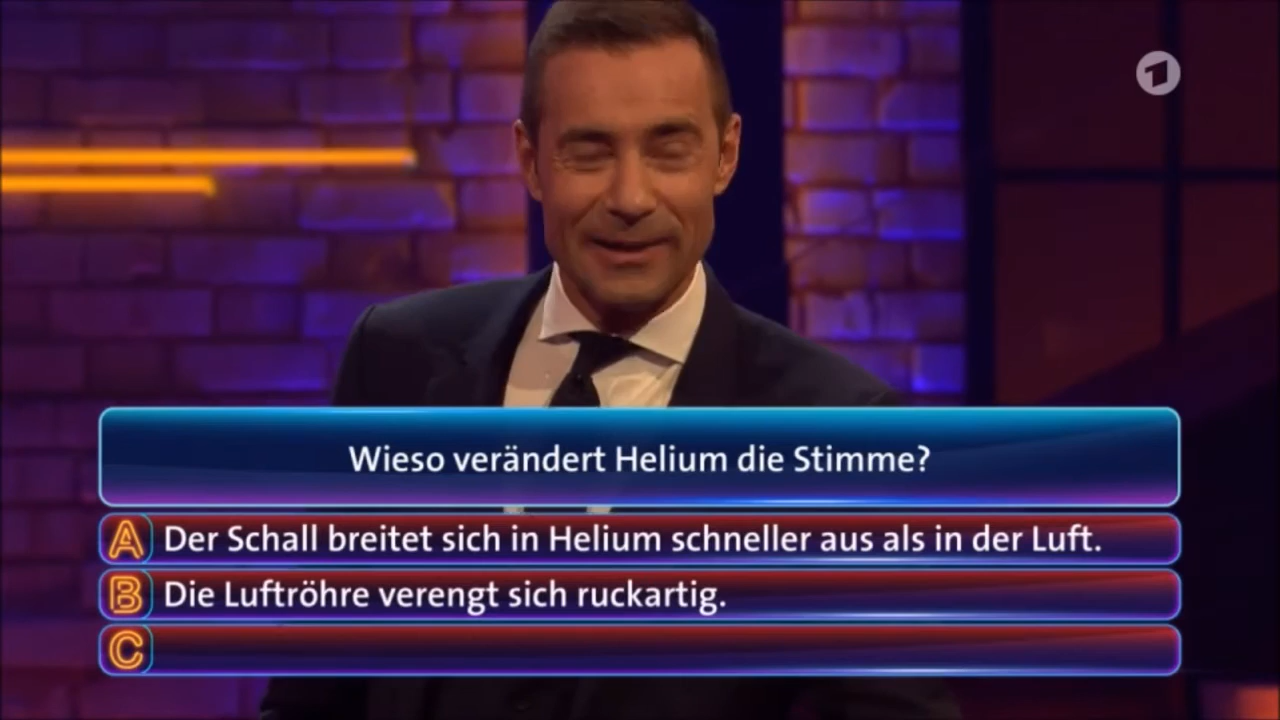 1
Wieso verändert Helium die Stimme?
A Der Schall breitet sich in Helium schneller aus als in der Luft.
B Die Luftröhre verengt sich ruckartig.
C